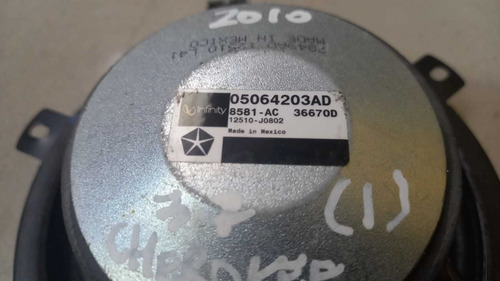 2010
MADE IN MEXICO
Infinity
05064203AD
8581-AC 36670D
12510-J0802
Made in Mexico
(1)
CHEROKEE